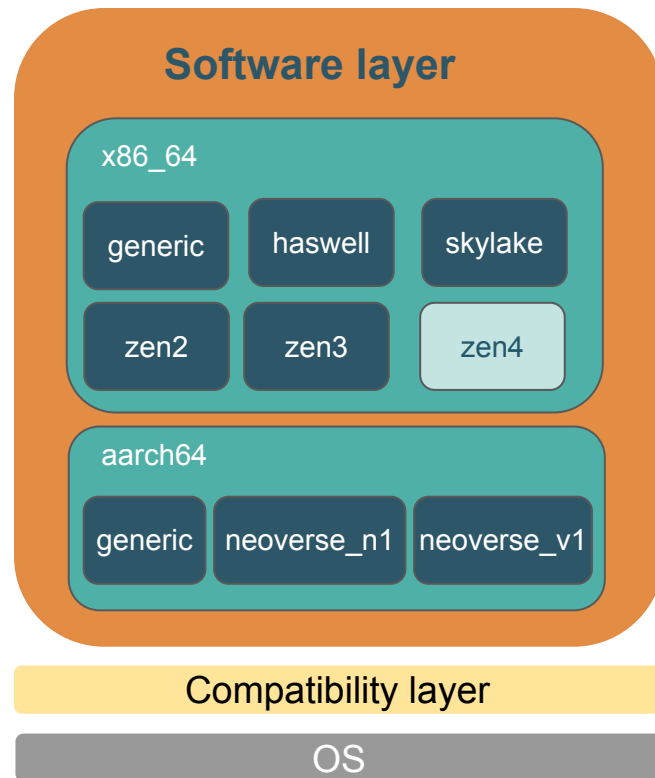 Software layer
x86_64
generic haswell skylake
zen2 zen3 zen4
aarch64
generic neoverse_n1 neoverse_v1
Compatibility layer
OS